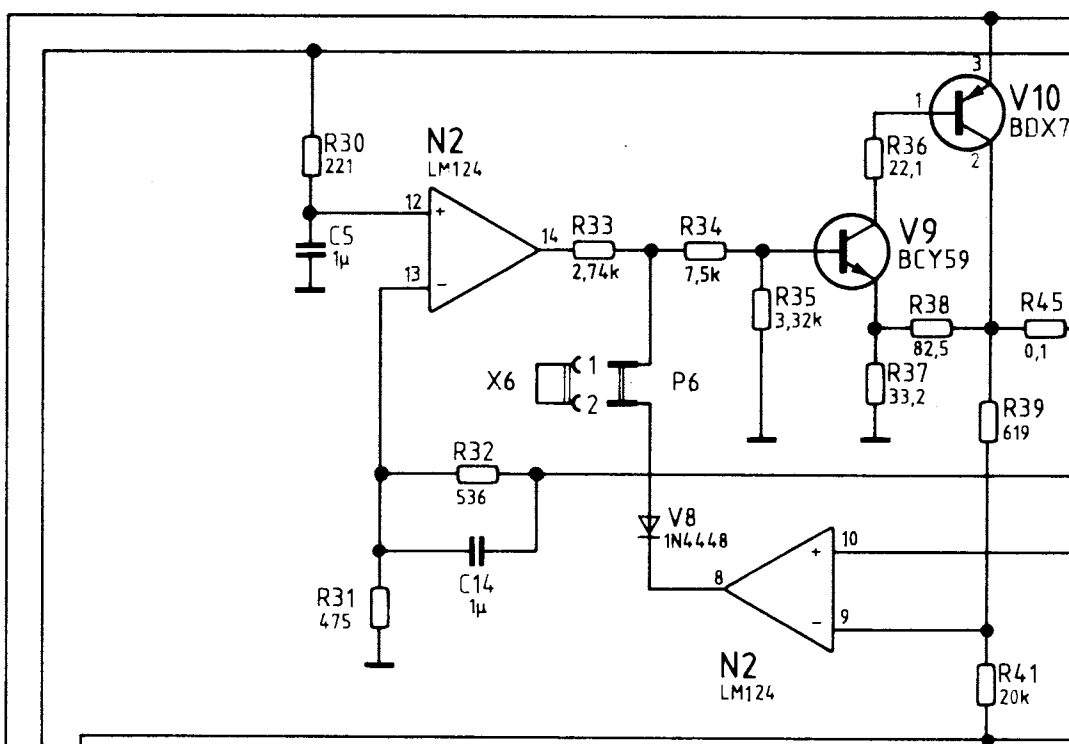 3
1
V10
BDX7
2
R30
221
N2
LM124
R36
22,1
12
+
C5
1µ
14
R33
2,74k
R34
7,5k
V9
BCY59
13
−
R35
3,32k
R38
82,5
R45
0,1
X6
1
2
P6
R37
33,2
R39
619
R32
536
V8
1N4448
10
+
C14
1µ
8
R31
475
−
9
N2
LM124
R41
20k